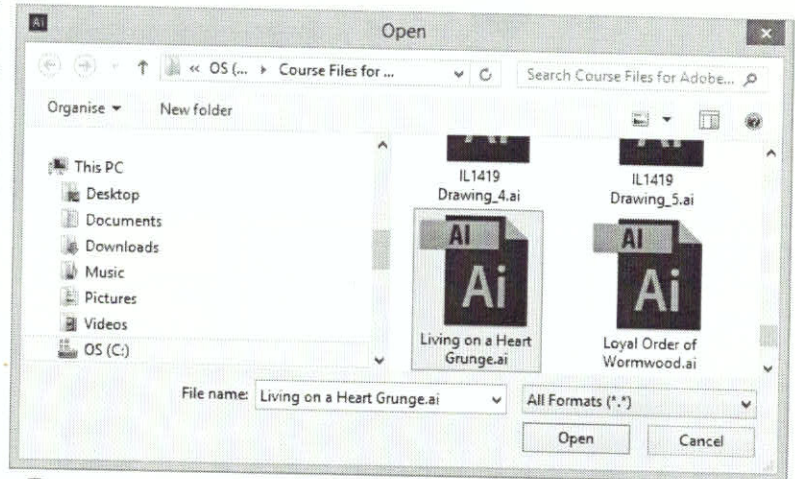 Ai
Open
« OS (... ▸ Course Files for ...
Search Course Files for Adobe...
Organise
New folder
This PC
Desktop
Documents
Downloads
Music
Pictures
Videos
OS (C:)
Ai
Ai
IL1419
Drawing_4.ai
IL1419
Drawing_5.ai
AI
Ai
Living on a Heart
Grunge.ai
AI
Ai
Loyal Order of
Wormwood.ai
File name: Living on a Heart Grunge.ai
All Formats (*.*)
Open
Cancel